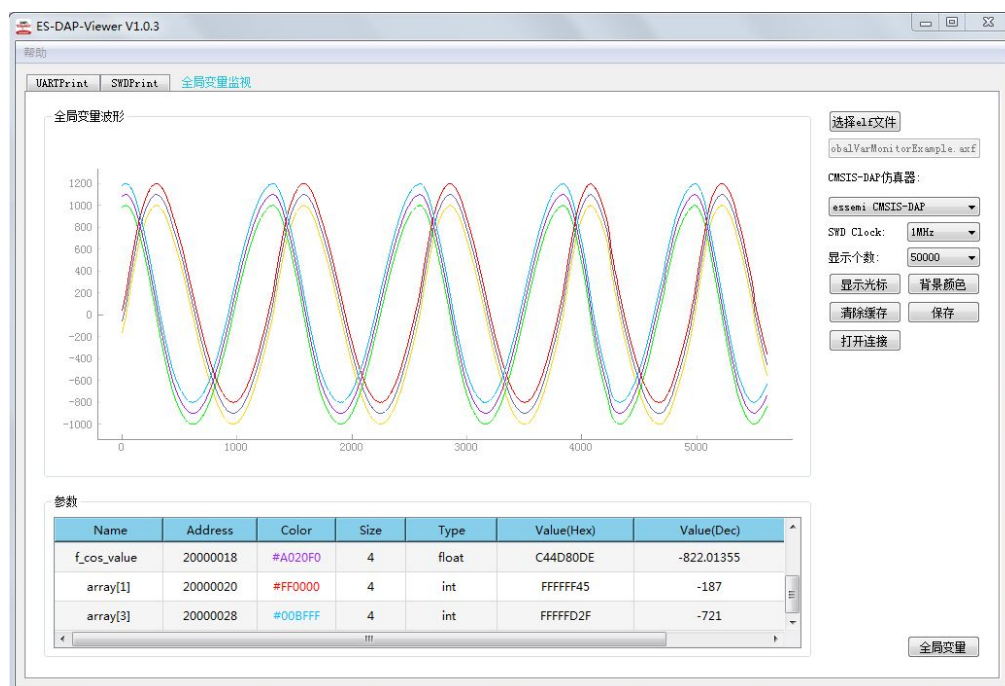 ES-DAP-Viewer V1.0.3
帮助
UARTPrint SWDPrint 全局变量监视
全局变量波形
1200
1000
800
600
400
200
0
-200
-400
-600
-800
-1000
0 1000 2000 3000 4000 5000
选择elf文件
obalVarMonitorExample.axf
CMSIS-DAP仿真器:
essemi CMSIS-DAP
SWD Clock: 1MHz
显示个数: 50000
显示光标 背景颜色
清除缓存 保存
打开连接
参数
Name Address Color Size Type Value(Hex) Value(Dec)
f_cos_value 20000018 #A020F0 4 float C44D80DE -822.01355
array[1] 20000020 #FF0000 4 int FFFFFF45 -187
array[3] 20000028 #00BFFF 4 int FFFFFD2F -721
全局变量